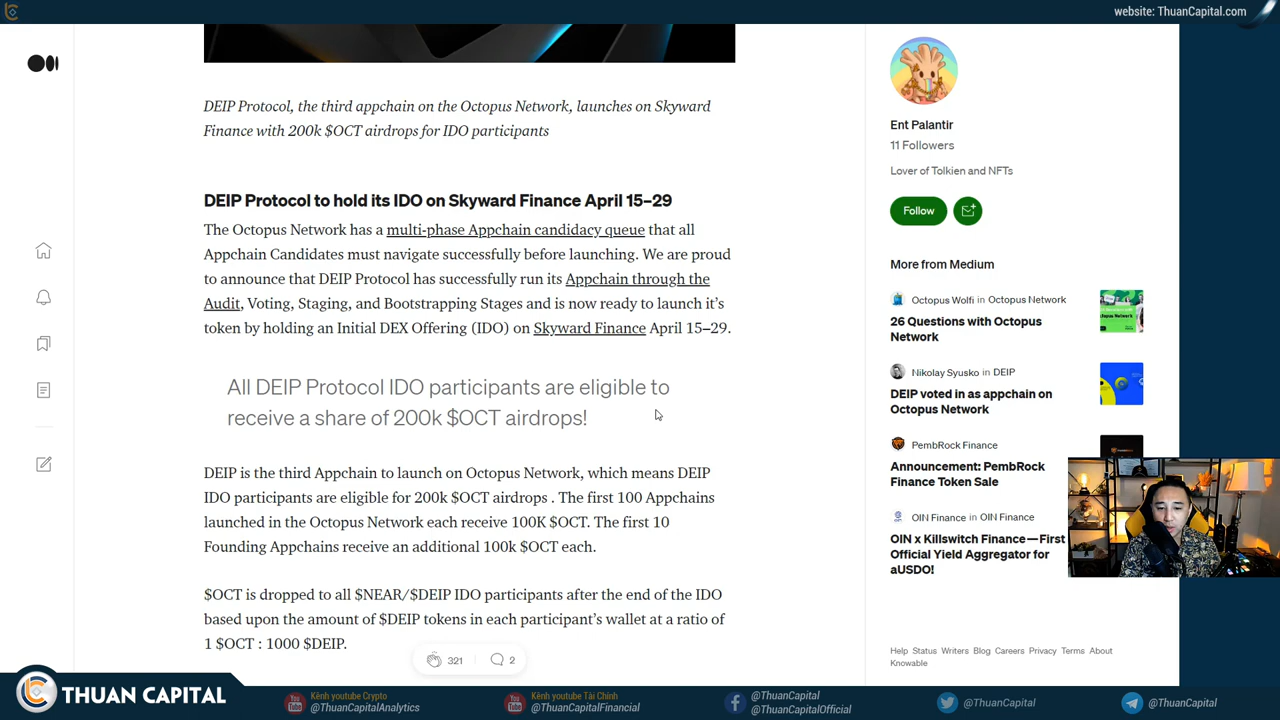 website: ThuanCapital.com
DEIP Protocol, the third appchain on the Octopus Network, launches on Skyward
Finance with 200k $OCT airdrops for IDO participants
DEIP Protocol to hold its IDO on Skyward Finance April 15–29
The Octopus Network has a multi-phase Appchain candidacy queue that all
Appchain Candidates must navigate successfully before launching. We are proud
to announce that DEIP Protocol has successfully run its Appchain through the
Audit, Voting, Staging, and Bootstrapping Stages and is now ready to launch it's
token by holding an Initial DEX Offering (IDO) on Skyward Finance April 15–29.
All DEIP Protocol IDO participants are eligible to
receive a share of 200k $OCT airdrops!
DEIP is the third Appchain to launch on Octopus Network, which means DEIP
IDO participants are eligible for 200k $OCT airdrops . The first 100 Appchains
launched in the Octopus Network each receive 100K $OCT. The first 10
Founding Appchains receive an additional 100k $OCT each.
$OCT is dropped to all $NEAR/$DEIP IDO participants after the end of the IDO
based upon the amount of $DEIP tokens in each participant's wallet at a ratio of
1 $OCT : 1000 $DEIP.
321
2
Ent Palantir
11 Followers
Lover of Tolkien and NFTs
Follow
More from Medium
Octopus Wolfi in Octopus Network
26 Questions with Octopus
Network
Nikolay Syusko in DEIP
DEIP voted in as appchain on
Octopus Network
PembRock Finance
Announcement: PembRock
Finance Token Sale
OIN Finance in OIN Finance
OIN x Killswitch Finance — First
Official Yield Aggregator for
aUSDO!
Help Status Writers Blog Careers Privacy Terms About
Knowable
THUAN CAPITAL
Kênh youtube Crypto
@ThuanCapitalAnalytics
Kênh youtube Tài Chính
@ThuanCapitalFinancial
@ThuanCapital
@ThuanCapitalOfficial
@ThuanCapital
@ThuanCapital